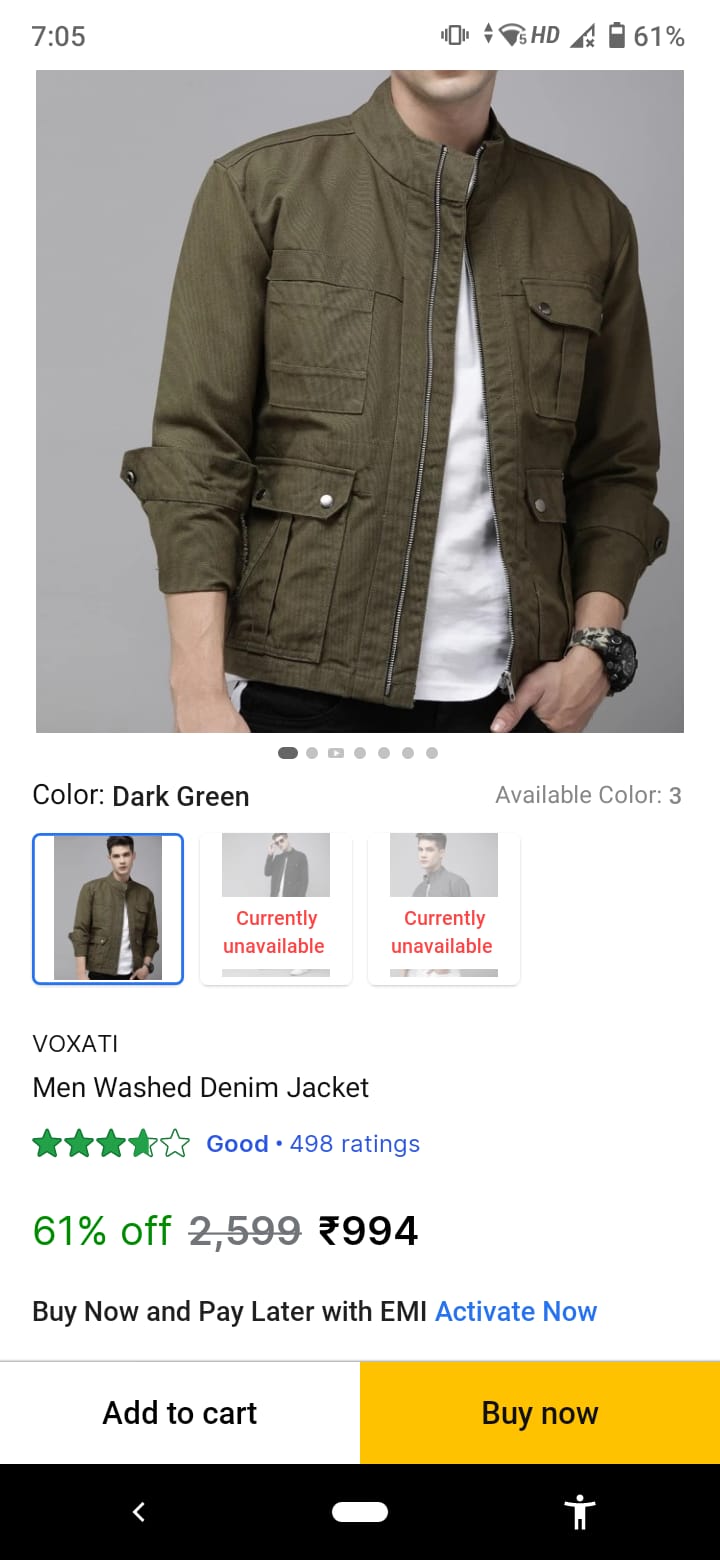 7:05
5 HD 61%
Color: Dark Green Available Color: 3
Currently
unavailable
Currently
unavailable
VOXATI
Men Washed Denim Jacket
Good • 498 ratings
61% off 2,599 ₹994
Buy Now and Pay Later with EMI Activate Now
Add to cart Buy now